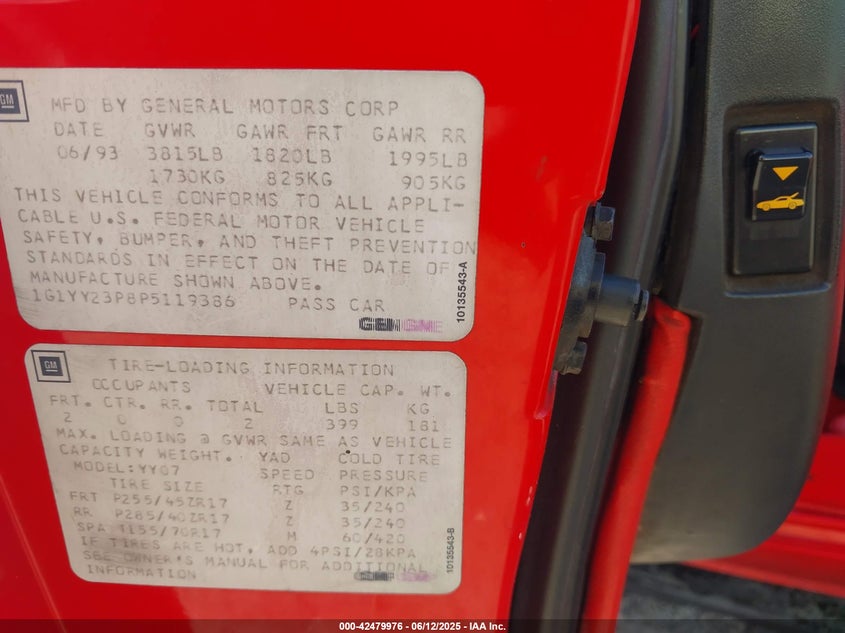 GM
MFD BY GENERAL MOTORS CORP
DATE GVWR GAWR FRT GAWR RR
06/93 3815LB 1820LB 1995LB
1730KG 825KG 905KG
THIS VEHICLE CONFORMS TO ALL APPLI-
CABLE U.S. FEDERAL MOTOR VEHICLE
SAFETY, BUMPER, AND THEFT PREVENTION
STANDARDS IN EFFECT ON THE DATE OF
MANUFACTURE SHOWN ABOVE.
1G1YY23P8P5119386 PASS CAR
10135543-A
GM
TIRE-LOADING INFORMATION
OCCUPANTS VEHICLE CAP. WT.
FRT. CTR. RR. TOTAL LBS KG
2 0 0 2 399 181
MAX. LOADING @ GVWR SAME AS VEHICLE
CAPACITY WEIGHT. YAD COLD TIRE
MODEL:YY07 SPEED PRESSURE
TIRE SIZE RTG PSI/KPA
FRT P255/45ZR17 Z 35/240
RR P285/40ZR17 Z 35/240
SPA T155/70R17 M 60/420
IF TIRES ARE HOT, ADD 4PSI/28KPA
SEE OWNER'S MANUAL FOR ADDITIONAL
INFORMATION
10135543-B
000-42479976 - 06/12/2025 - IAA Inc.